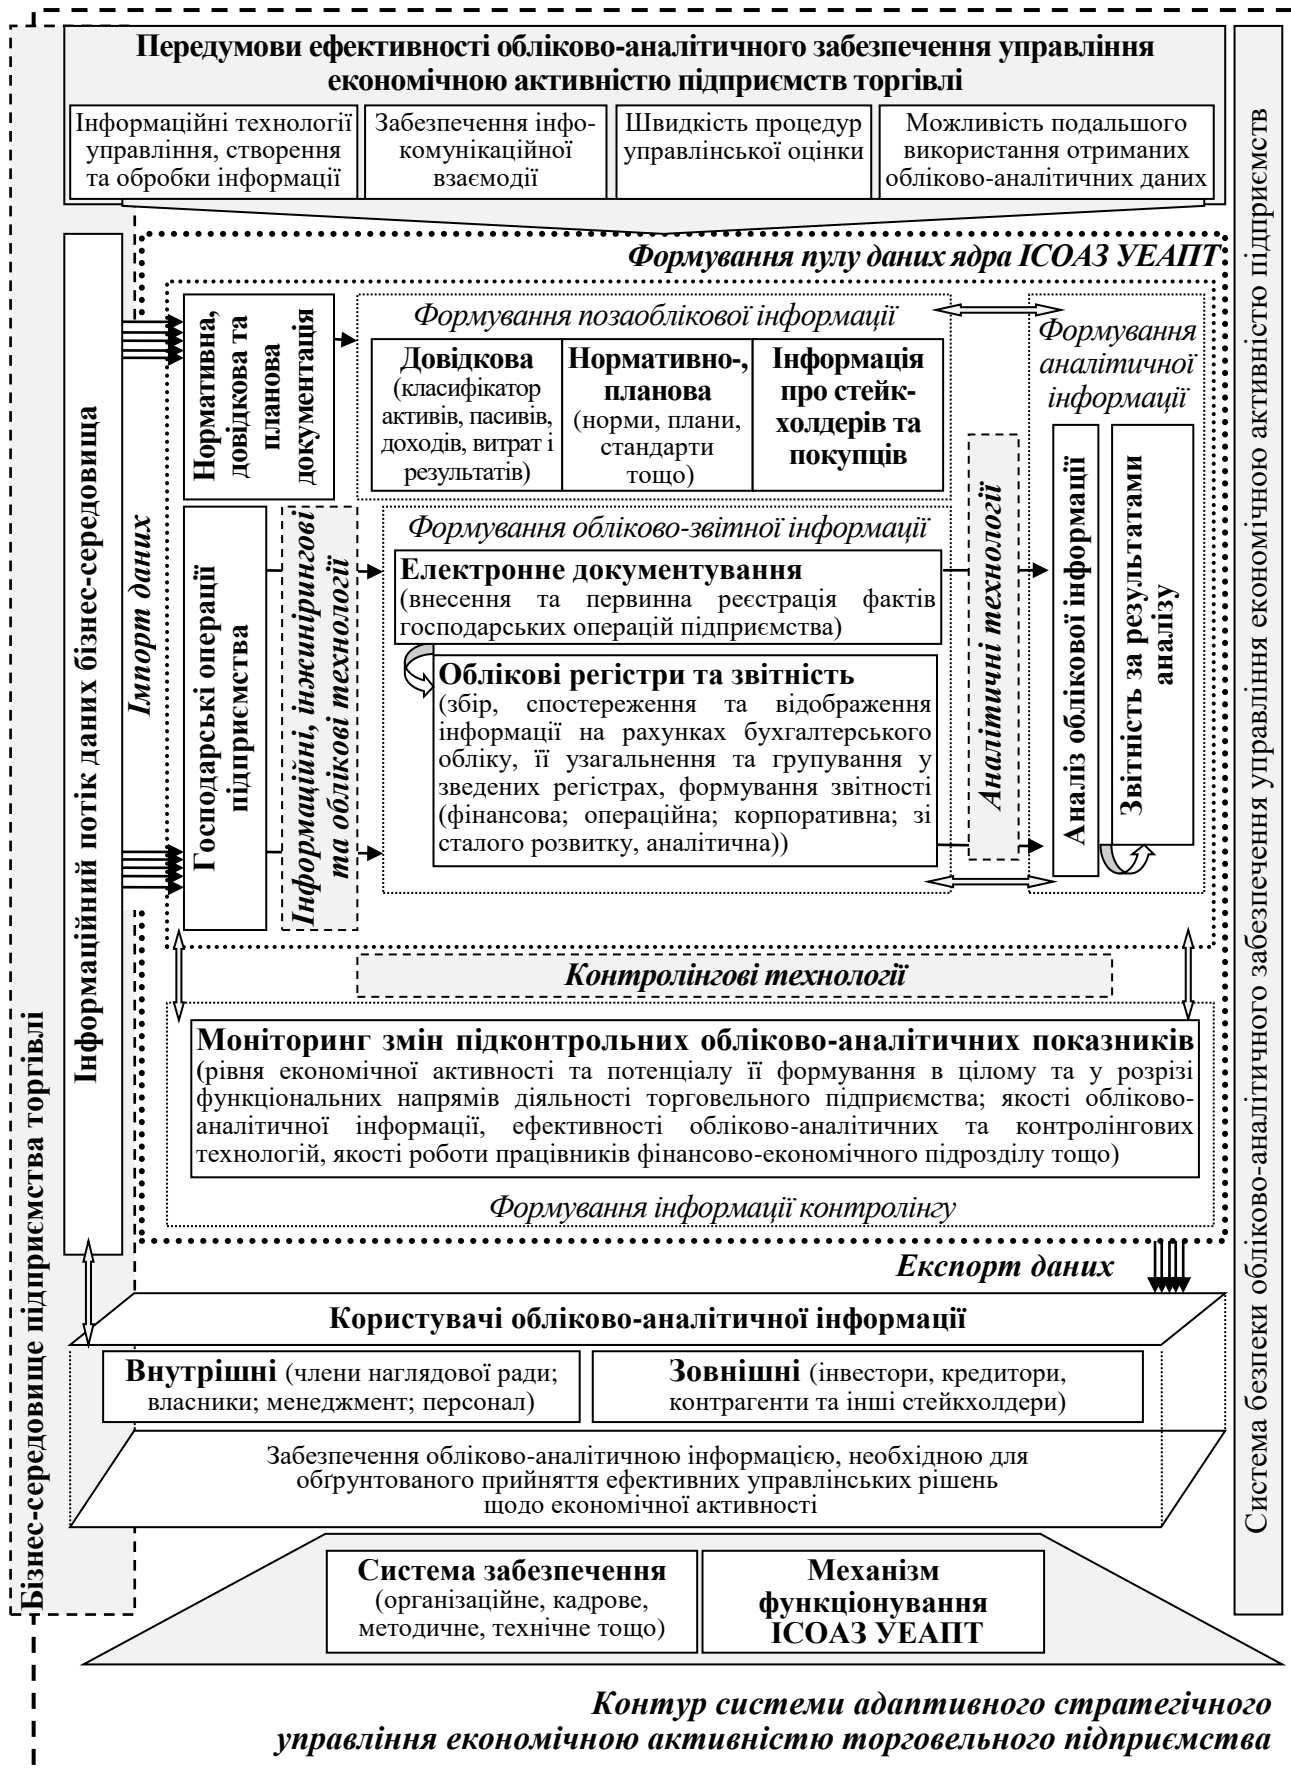 Передумови ефективності обліково-аналітичного забезпечення управління
економічною активністю підприємств торгівлі
Інформаційні технології
управління, створення
та обробки інформації
Забезпечення інфо-
комунікаційної
взаємодії
Швидкість процедур
управлінської оцінки
Можливість подальшого
використання отриманих
обліково-аналітичних даних
Бізнес-середовище підприємства торгівлі
Інформаційний потік даних бізнес-середовища
Імпорт даних
Формування пулу даних ядра ІСОАЗ УЕАПТ
Нормативна,
довідкова та
планова
документація
Формування позаоблікової інформації
Довідкова
(класифікатор
активів, пасивів,
доходів, витрат і
результатів)
Нормативно-,
планова
(норми, плани,
стандарти
тощо)
Інформація
про стейк-
холдерів та
покупців
Формування
аналітичної
інформації
Господарські операції
підприємства
Інформаційні, інжинірингові
та облікові технології
Формування обліково-звітної інформації
Електронне документування
(внесення та первинна реєстрація фактів
господарських операцій підприємства)
Облікові регістри та звітність
(збір, спостереження та відображення
інформації на рахунках бухгалтерського
обліку, її узагальнення та групування у
зведених регістрах, формування звітності
(фінансова; операційна; корпоративна; зі
сталого розвитку, аналітична))
Аналітичні технології
Аналіз облікової інформації
Звітність за результатами
аналізу
Контролінгові технології
Моніторинг змін підконтрольних обліково-аналітичних показників
(рівня економічної активності та потенціалу її формування в цілому та у розрізі
функціональних напрямів діяльності торговельного підприємства; якості обліково-
аналітичної інформації, ефективності обліково-аналітичних та контролінгових
технологій, якості роботи працівників фінансово-економічного підрозділу тощо)
Формування інформації контролінгу
Експорт даних
Користувачі обліково-аналітичної інформації
Внутрішні (члени наглядової ради;
власники; менеджмент; персонал)
Зовнішні (інвестори, кредитори,
контрагенти та інші стейкхолдери)
Забезпечення обліково-аналітичною інформацією, необхідною для
обґрунтованого прийняття ефективних управлінських рішень
щодо економічної активності
Система забезпечення
(організаційне, кадрове,
методичне, технічне тощо)
Механізм
функціонування
ІСОАЗ УЕАПТ
Система безпеки обліково-аналітичного забезпечення управління економічною активністю підприємств
Контур системи адаптивного стратегічного
управління економічною активністю торговельного підприємства